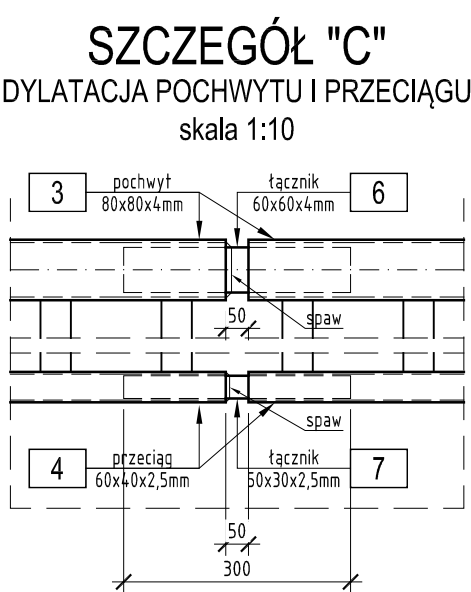 SZCZEGÓŁ "C"
DYLATACJA POCHWYTU I PRZECIĄGU
skala 1:10
3 pochwyt łącznik 6
80x80x4mm 60x60x4mm
50
spaw
spaw
4 przeciąg łącznik 7
60x40x2,5mm 50x30x2,5mm
50
300